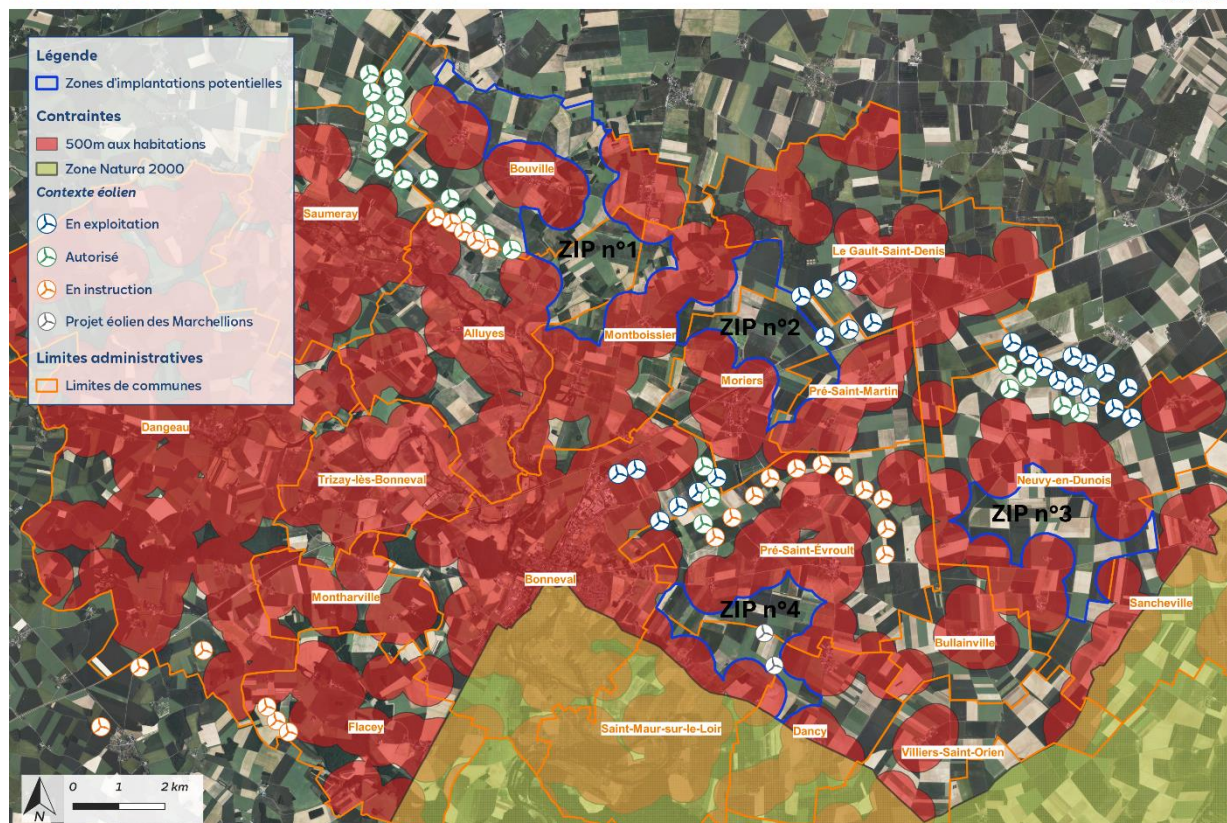 Légende
Zones d'implantations potentielles
Contraintes
500m aux habitations
Zone Natura 2000
Contexte éolien
En exploitation
Autorisé
En instruction
Projet éolien des Marchellions
Limites administratives
Limites de communes
Bouville
Saumeray
ZIP n°1
Le Gault-Saint-Denis
Alluyes
Montboissier
ZIP n°2
Moriers
Pré-Saint-Martin
Dangeau
Trizay-lès-Bonneval
Neuvy-en-Dunois
ZIP n°3
Pré-Saint-Évroult
Bonneval
Montharville
ZIP n°4
Sancheville
Bullainville
Flacey
Saint-Maur-sur-le-Loir
Dancy
Villiers-Saint-Orien
0 1 2 km
N